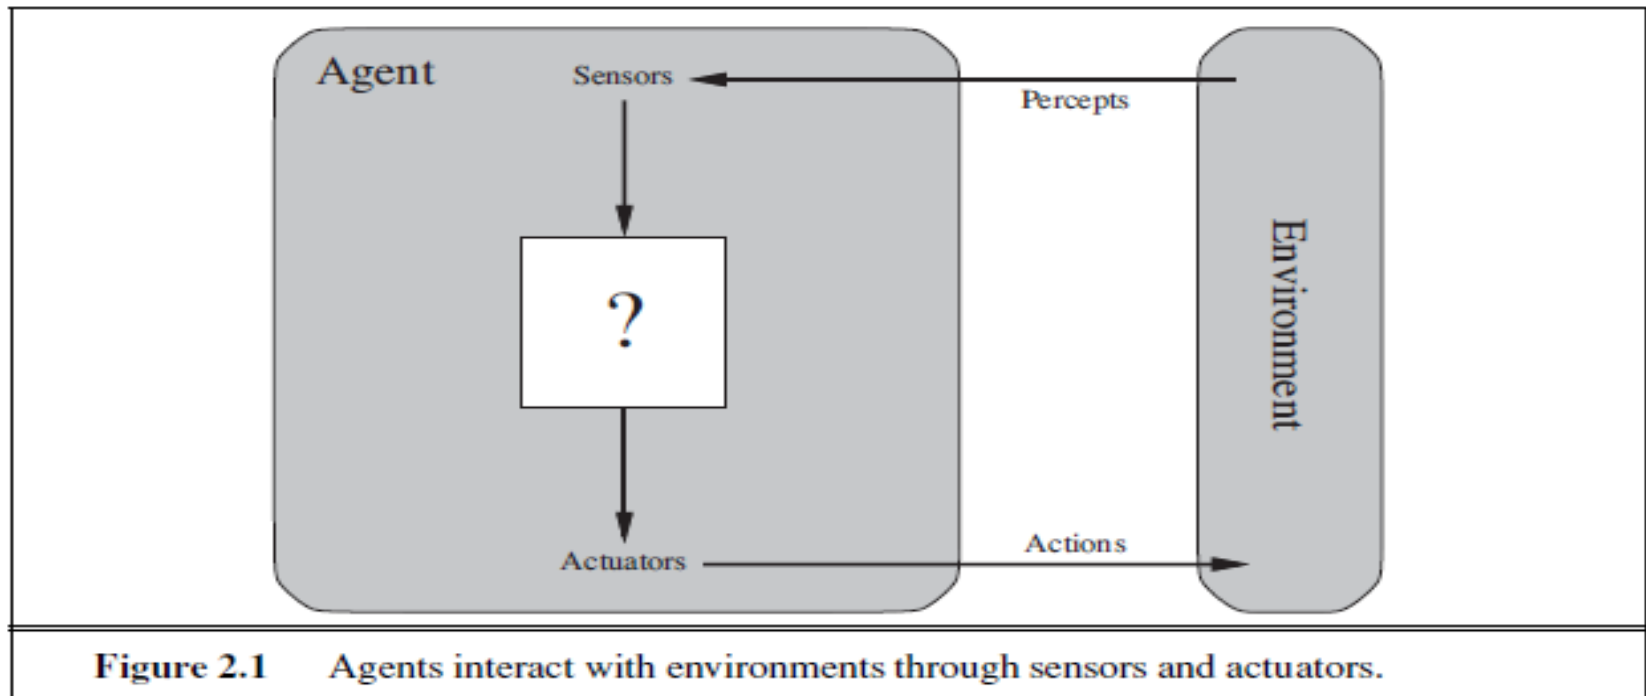 Agent
Sensors
Percepts
?
Environment
Actuators
Actions
Figure 2.1 Agents interact with environments through sensors and actuators.